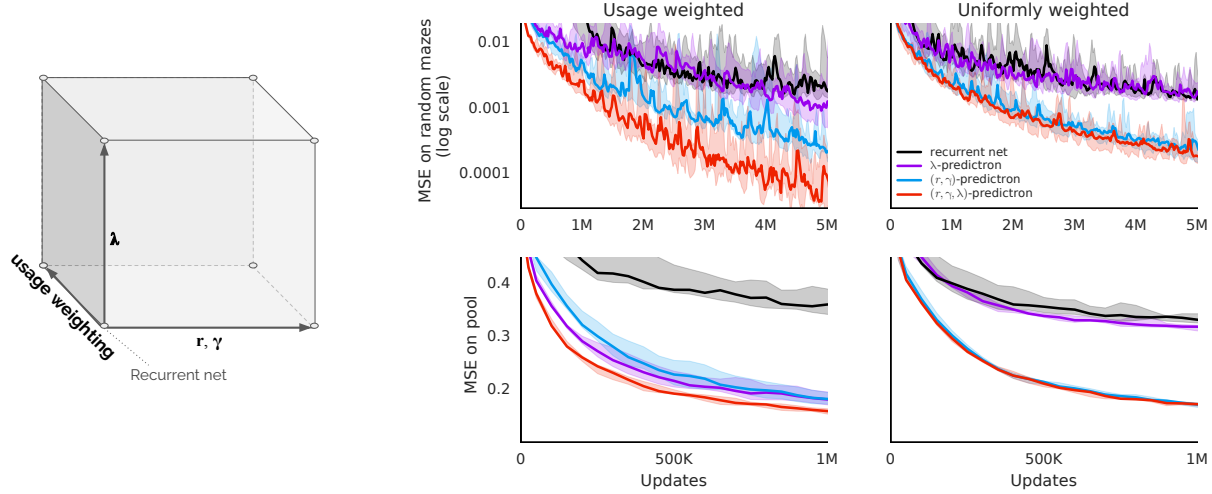 λ
usage weighting
r, γ
Recurrent net
Usage weighted
Uniformly weighted
MSE on random mazes
(log scale)
0.01
0.001
0.0001
recurrent net
λ-predictron
(r, γ)-predictron
(r, γ, λ)-predictron
0 1M 2M 3M 4M 5M
0 1M 2M 3M 4M 5M
MSE on pool
0.4
0.3
0.2
0 500K 1M
0 500K 1M
Updates
Updates